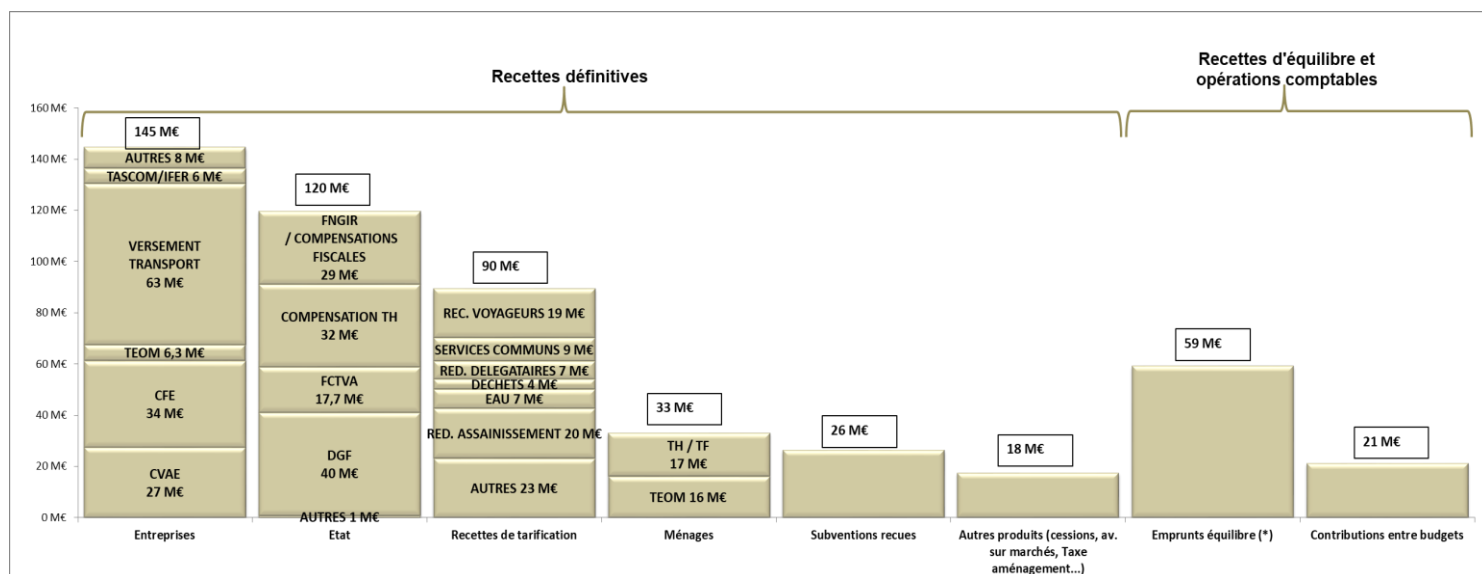 Recettes définitives
Recettes d'équilibre et
opérations comptables
160 M€
140 M€
120 M€
100 M€
80 M€
60 M€
40 M€
20 M€
0 M€
145 M€
AUTRES 8 M€
TASCOM/IFER 6 M€
VERSEMENT
TRANSPORT
63 M€
TEOM 6,3 M€
CFE
34 M€
CVAE
27 M€
Entreprises
120 M€
FNGIR
/ COMPENSATIONS
FISCALES
29 M€
COMPENSATION TH
32 M€
FCTVA
17,7 M€
DGF
40 M€
AUTRES 1 M€
Etat
90 M€
REC. VOYAGEURS 19 M€
SERVICES COMMUNS 9 M€
RED. DELEGATAIRES 7 M€
DECHETS 4 M€
EAU 7 M€
RED. ASSAINISSEMENT 20 M€
AUTRES 23 M€
Recettes de tarification
33 M€
TH / TF
17 M€
TEOM 16 M€
Ménages
26 M€
Subventions recues
18 M€
Autres produits (cessions, av.
sur marchés, Taxe
aménagement...)
59 M€
Emprunts équilibre (*)
21 M€
Contributions entre budgets